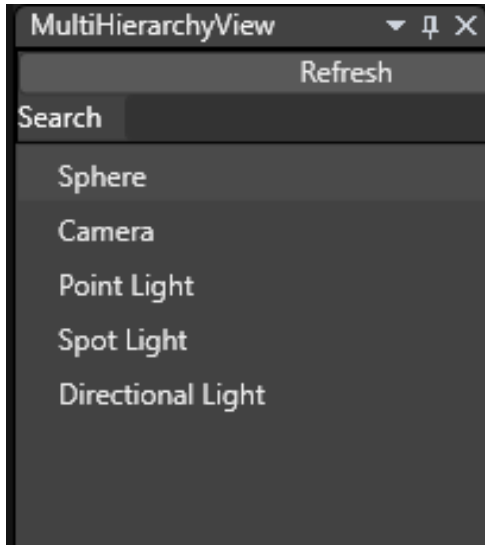 MultiHierarchyView
Refresh
Search
Sphere
Camera
Point Light
Spot Light
Directional Light